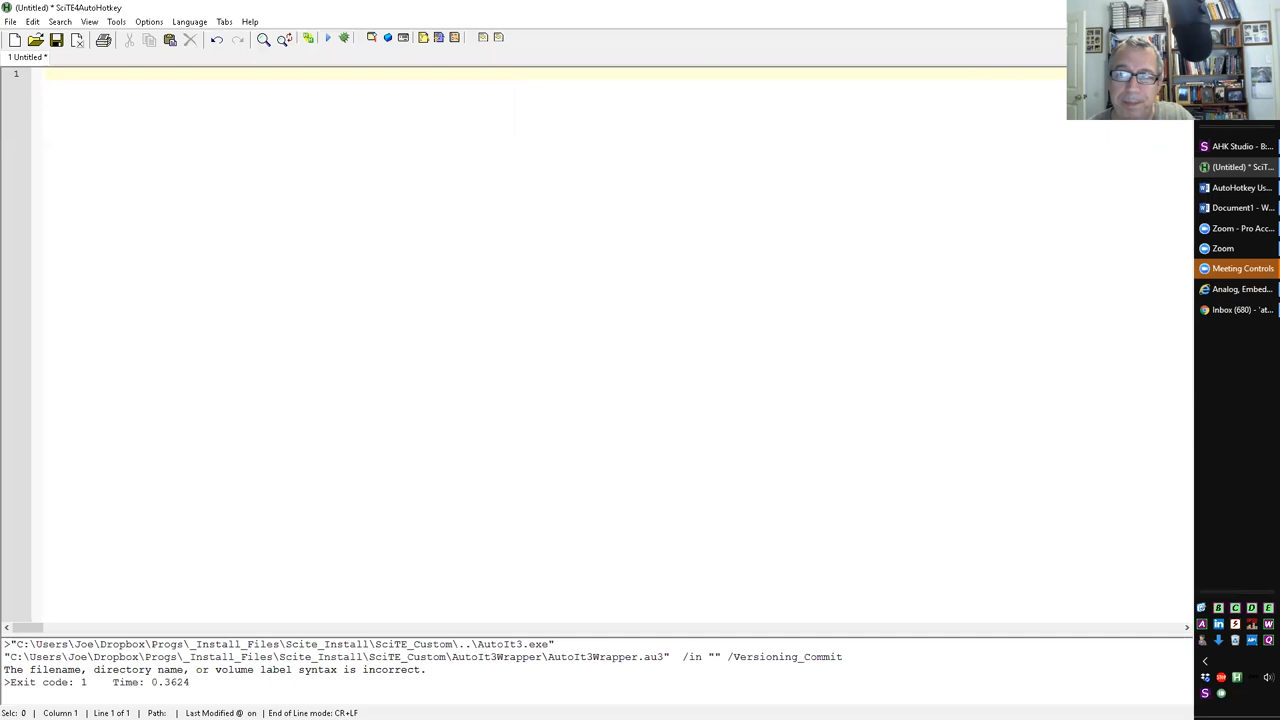 (Untitled) * SciTE4AutoHotkey
File Edit Search View Tools Options Language Tabs Help
1 Untitled *
1
AHK Studio - B:...
(Untitled) * SciT...
AutoHotkey Us...
Document1 - W...
Zoom - Pro Acc...
Zoom
Meeting Controls
Analog, Embed...
Inbox (680) - 'at...
>"C:\Users\Joe\Dropbox\Progs\_Install_Files\Scite_Install\SciTE_Custom\..\AutoIt3.exe"
"C:\Users\Joe\Dropbox\Progs\_Install_Files\Scite_Install\SciTE_Custom\AutoIt3Wrapper\AutoIt3Wrapper.au3" /in "" /Versioning_Commit
The filename, directory name, or volume label syntax is incorrect.
>Exit code: 1 Time: 0.3624
Selc: 0 | Column 1 | Line 1 of 1 | Path: | Last Modified @ on | End of Line mode: CR+LF